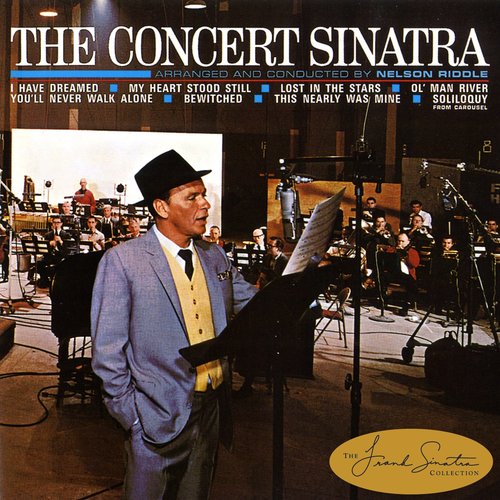 THE CONCERT SINATRA
ARRANGED AND CONDUCTED BY NELSON RIDDLE
I HAVE DREAMED ■ MY HEART STOOD STILL ■ LOST IN THE STARS ■ OL' MAN RIVER
YOU'LL NEVER WALK ALONE ■ BEWITCHED ■ THIS NEARLY WAS MINE ■ SOLILOQUY
FROM CAROUSEL
THE
Frank Sinatra
COLLECTION